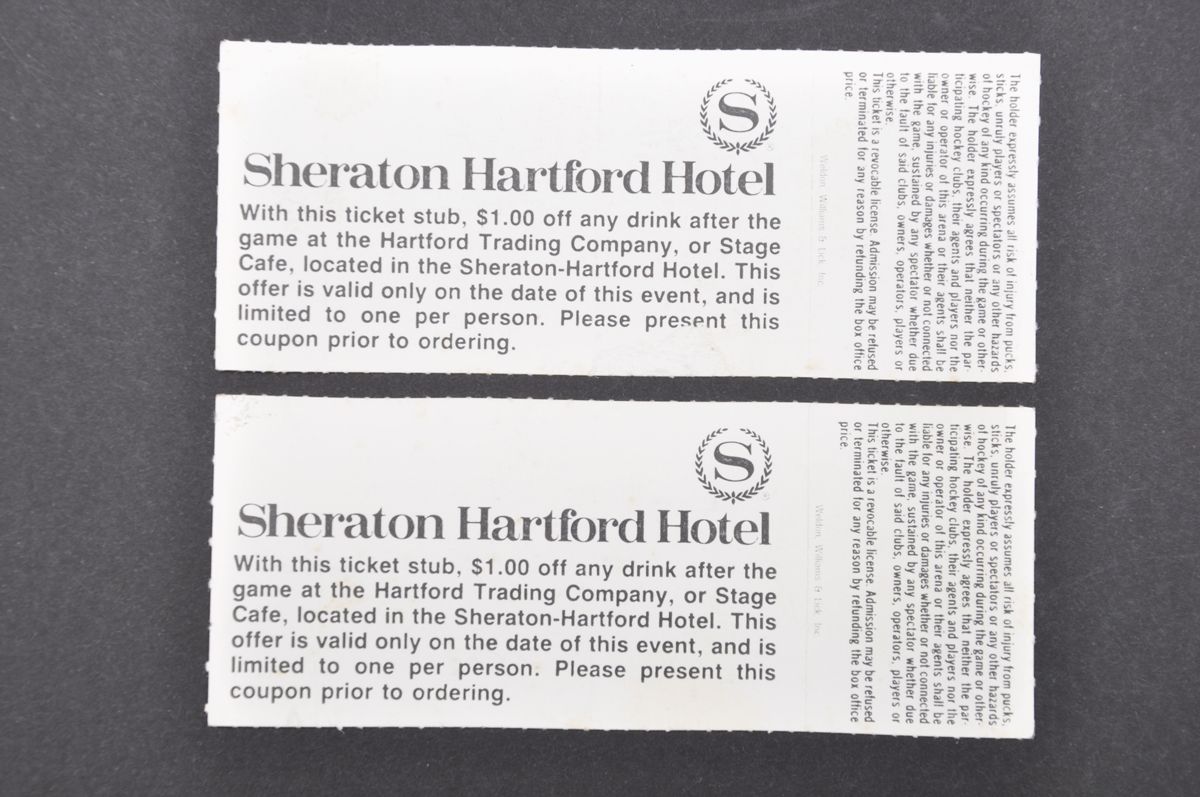 S
®
Sheraton Hartford Hotel
With this ticket stub, $1.00 off any drink after the
game at the Hartford Trading Company, or Stage
Cafe, located in the Sheraton-Hartford Hotel. This
offer is valid only on the date of this event, and is
limited to one per person. Please present this
coupon prior to ordering.
Weldon, Williams & Lick, Inc.
The holder expressly assumes all risk of injury from pucks,
sticks, unruly players or spectators or any other hazards
of hockey of any kind occurring during the game or other-
wise. The holder expressly agrees that neither the par-
ticipating hockey clubs, their agents and players nor the
owner or operator of this arena or their agents shall be
liable for any injuries or damages whether or not connected
with the game, sustained by any spectator whether due
to the fault of said clubs, owners, operators, players or
otherwise.
This ticket is a revocable license. Admission may be refused
or terminated for any reason by refunding the box office
price.
S
®
Sheraton Hartford Hotel
With this ticket stub, $1.00 off any drink after the
game at the Hartford Trading Company, or Stage
Cafe, located in the Sheraton-Hartford Hotel. This
offer is valid only on the date of this event, and is
limited to one per person. Please present this
coupon prior to ordering.
Weldon, Williams & Lick, Inc.
The holder expressly assumes all risk of injury from pucks,
sticks, unruly players or spectators or any other hazards
of hockey of any kind occurring during the game or other-
wise. The holder expressly agrees that neither the par-
ticipating hockey clubs, their agents and players nor the
owner or operator of this arena or their agents shall be
liable for any injuries or damages whether or not connected
with the game, sustained by any spectator whether due
to the fault of said clubs, owners, operators, players or
otherwise.
This ticket is a revocable license. Admission may be refused
or terminated for any reason by refunding the box office
price.